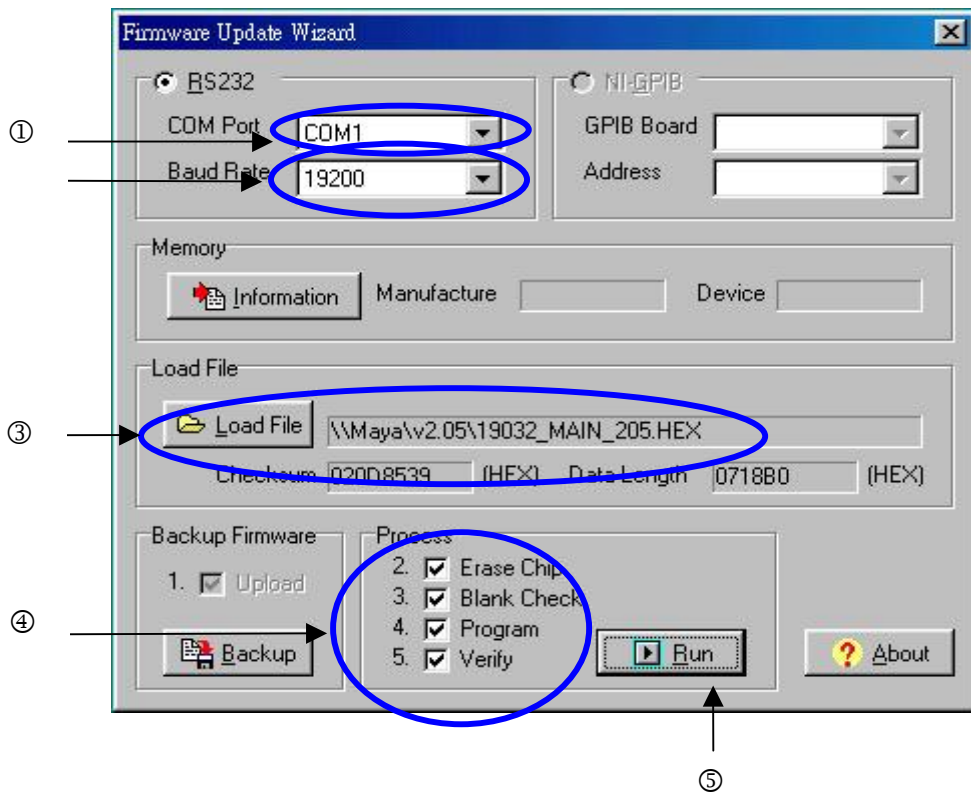 Firmware Update Wizard
RS232
NI-GPIB
①
COM Port COM1
GPIB Board
Baud Rate 19200
Address
Memory
Information Manufacture Device
Load File
③
Load File \\Maya\v2.05\19032_MAIN_205.HEX
Checksum 020D8539 (HEX) Data Length 0718B0 (HEX)
Backup Firmware
Process
1. Upload
2. Erase Chip
3. Blank Check
④
4. Program
5. Verify
Backup
Run
About
⑤